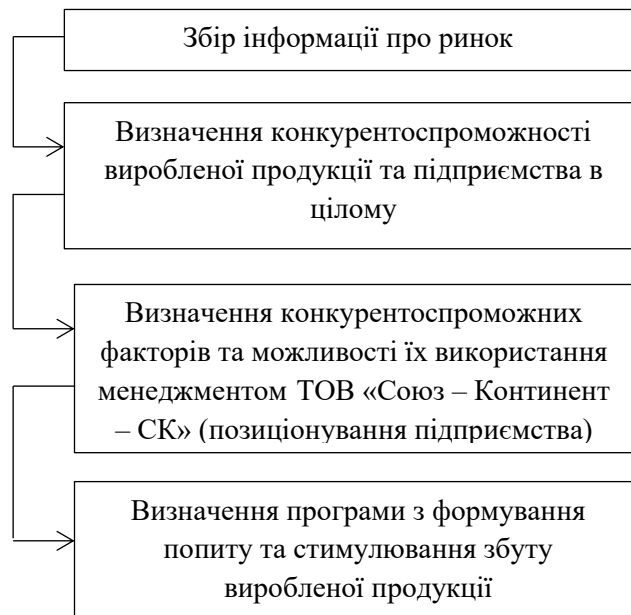 Збір інформації про ринок
Визначення конкурентоспроможності
виробленої продукції та підприємства в
цілому
Визначення конкурентоспроможних
факторів та можливості їх використання
менеджментом ТОВ «Союз – Континент
– СК» (позиціонування підприємства)
Визначення програми з формування
попиту та стимулювання збуту
виробленої продукції